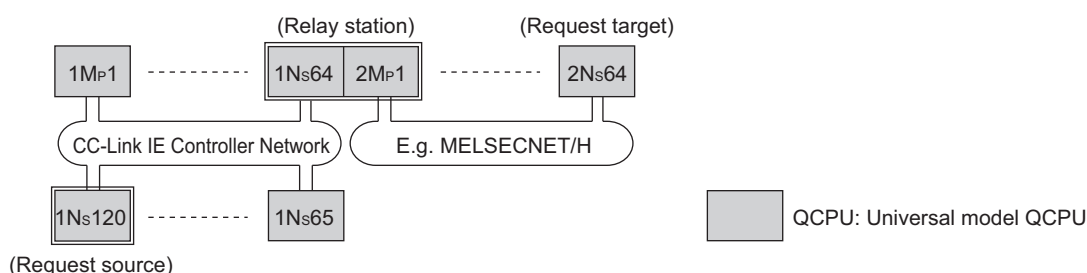 (Relay station) (Request target)
1MP1 1NS64 2MP1 2NS64
CC-Link IE Controller Network E.g. MELSECNET/H
1NS120 1NS65 QCPU: Universal model QCPU
(Request source)